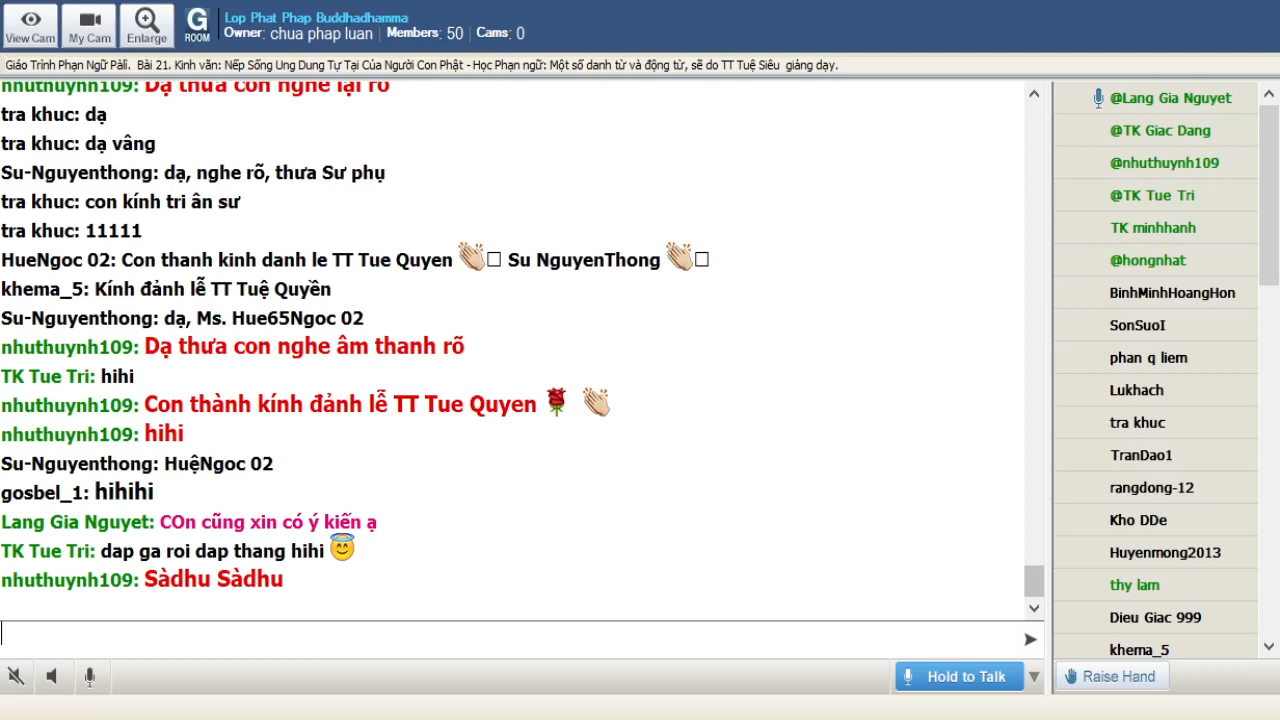 View Cam
My Cam
Enlarge
G
ROOM
Lop Phat Phap Buddhadhamma
Owner: chua phap luan Members: 50 Cams: 0
Giáo Trình Phạn Ngữ Pàli. Bài 21. Kinh văn: Nếp Sống Ung Dung Tự Tại Của Người Con Phật - Học Phạn ngữ: Một số danh từ và động từ, sẽ do TT Tuệ Siêu giảng dạy.
nhuthuynh109: Dạ thưa con nghe lại rõ
tra khuc: dạ
tra khuc: dạ vâng
Su-Nguyenthong: dạ, nghe rõ, thưa Sư phụ
tra khuc: con kính tri ân sư
tra khuc: 11111
HueNgoc 02: Con thanh kinh danh le TT Tue Quyen 👏□ Su NguyenThong 👏□
khema_5: Kính đảnh lễ TT Tuệ Quyền
Su-Nguyenthong: dạ, Ms. Hue65Ngoc 02
nhuthuynh109: Dạ thưa con nghe âm thanh rõ
TK Tue Tri: hihi
nhuthuynh109: Con thành kính đảnh lễ TT Tue Quyen 🌹 👏
nhuthuynh109: hihi
Su-Nguyenthong: HuệNgoc 02
gosbel_1: hihihi
Lang Gia Nguyet: COn cũng xin có ý kiến ạ
TK Tue Tri: dap ga roi dap thang hihi 😇
nhuthuynh109: Sàdhu Sàdhu
Hold to Talk
@Lang Gia Nguyet
@TK Giac Dang
@nhuthuynh109
@TK Tue Tri
TK minhhanh
@hongnhat
BinhMinhHoangHon
SonSuoI
phan q liem
Lukhach
tra khuc
TranDao1
rangdong-12
Kho DDe
Huyenmong2013
thy lam
Dieu Giac 999
khema_5
Raise Hand